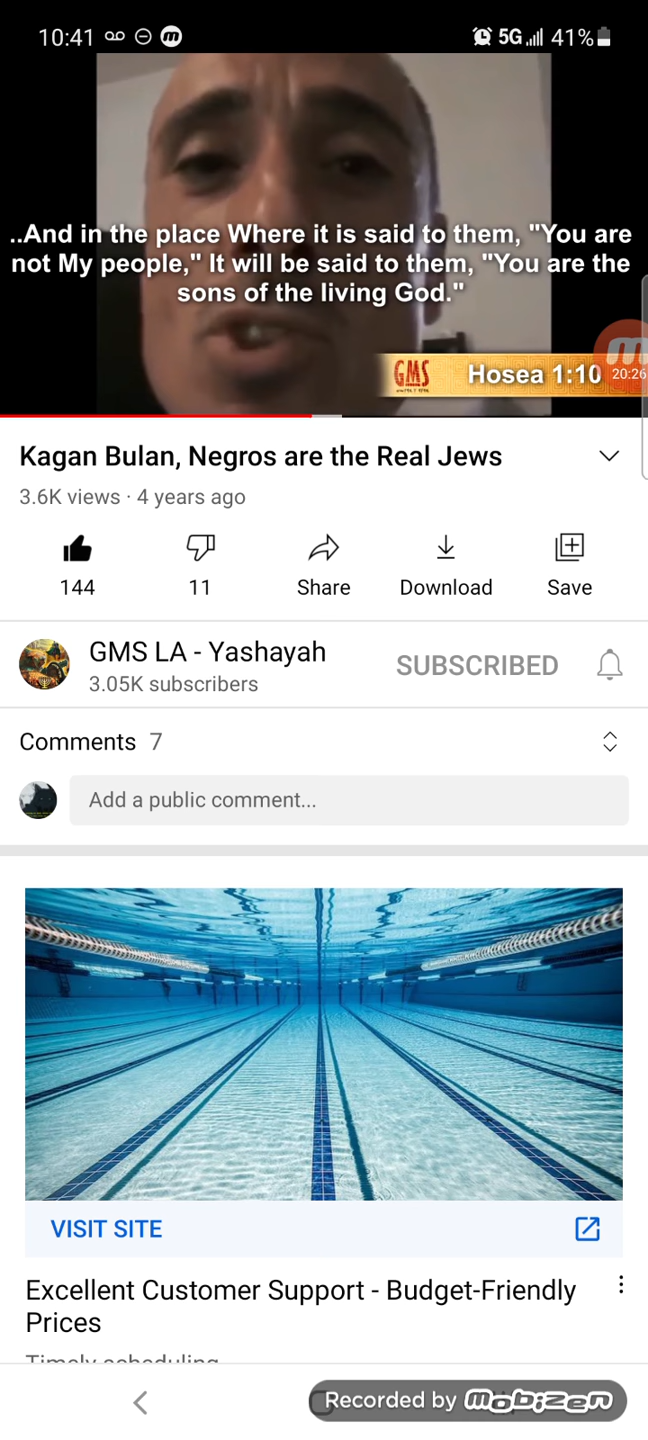 10:41
5G 41%
..And in the place Where it is said to them, "You are
not My people," It will be said to them, "You are the
sons of the living God."
GMS
Hosea 1:10
20:26
Kagan Bulan, Negros are the Real Jews
3.6K views · 4 years ago
144
11
Share
Download
Save
GMS LA - Yashayah
3.05K subscribers
SUBSCRIBED
Comments 7
Add a public comment...
VISIT SITE
Excellent Customer Support - Budget-Friendly
Prices
Timely scheduling
Recorded by mobizen